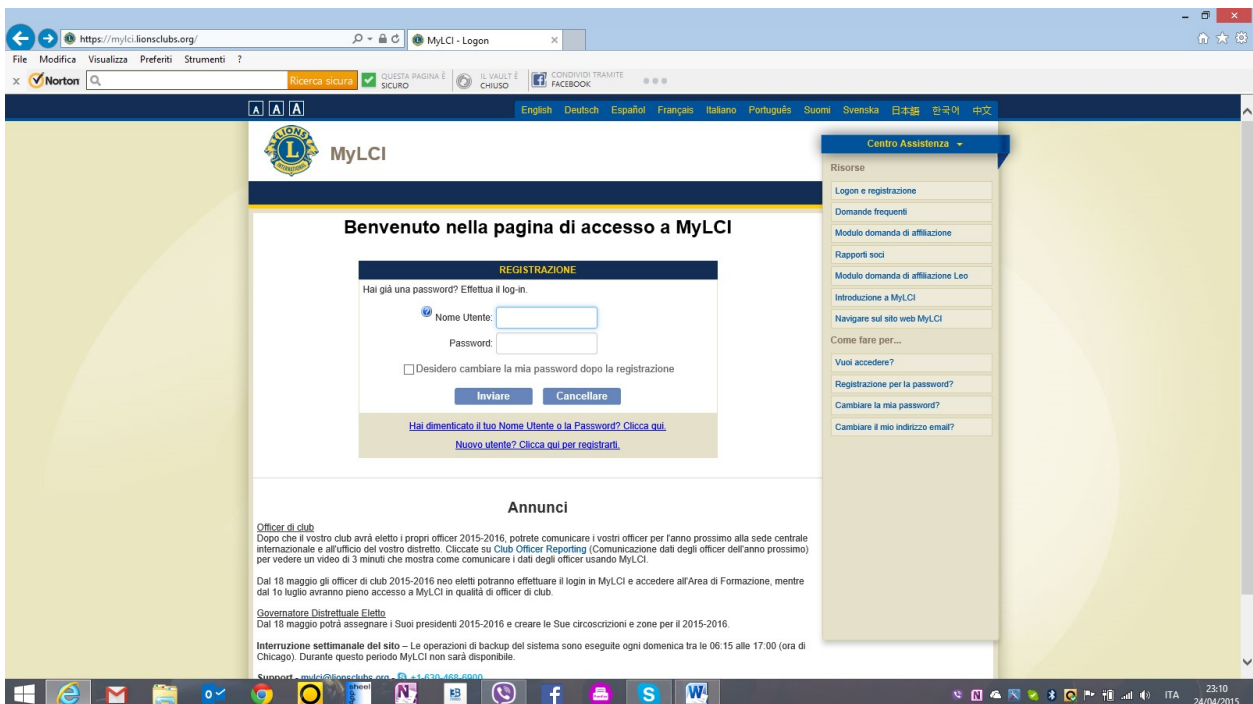 https://mylci.lionsclubs.org/
MyLCI - Logon
File Modifica Visualizza Preferiti Strumenti ?
x Norton Ricerca sicura QUESTA PAGINA È SICURO IL VAULT È CHIUSO CONDIVIDI TRAMITE FACEBOOK
A A A English Deutsch Español Français Italiano Português Suomi Svenska 日本語 한국어 中文
LIONS
L
INTERNATIONAL
MyLCI
Benvenuto nella pagina di accesso a MyLCI
REGISTRAZIONE
Hai già una password? Effettua il log-in.
Nome Utente:
Password:
Desidero cambiare la mia password dopo la registrazione
Inviare Cancellare
Hai dimenticato il tuo Nome Utente o la Password? Clicca qui.
Nuovo utente? Clicca qui per registrarti.
Centro Assistenza
Risorse
Logon e registrazione
Domande frequenti
Modulo domanda di affiliazione
Rapporti soci
Modulo domanda di affiliazione Leo
Introduzione a MyLCI
Navigare sul sito web MyLCI
Come fare per...
Vuoi accedere?
Registrazione per la password?
Cambiare la mia password?
Cambiare il mio indirizzo email?
Annunci
Officer di club
Dopo che il vostro club avrà eletto i propri officer 2015-2016, potrete comunicare i vostri officer per l'anno prossimo alla sede centrale
internazionale e all'ufficio del vostro distretto. Cliccate su Club Officer Reporting (Comunicazione dati degli officer dell'anno prossimo)
per vedere un video di 3 minuti che mostra come comunicare i dati degli officer usando MyLCI.
Dal 18 maggio gli officer di club 2015-2016 neo eletti potranno effettuare il login in MyLCI e accedere all'Area di Formazione, mentre
dal 1o luglio avranno pieno accesso a MyLCI in qualità di officer di club.
Governatore Distrettuale Eletto
Dal 18 maggio potrà assegnare i Suoi presidenti 2015-2016 e creare le Sue circoscrizioni e zone per il 2015-2016.
Interruzione settimanale del sito – Le operazioni di backup del sistema sono eseguite ogni domenica tra le 06:15 alle 17:00 (ora di
Chicago). Durante questo periodo MyLCI non sarà disponibile.
Support - mylci@lionsclubs.org - +1-630-468-6900
ITA 23:10
24/04/2015